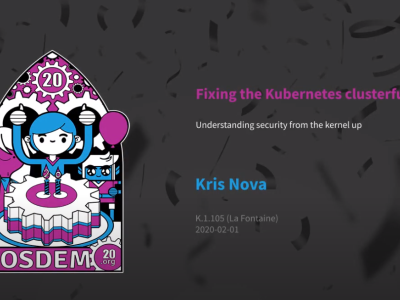 20
Fixing the Kubernetes clusterfu
Understanding security from the kernel up
Kris Nova
K.1.105 (La Fontaine)
2020-02-01
OSDEM
20
.org